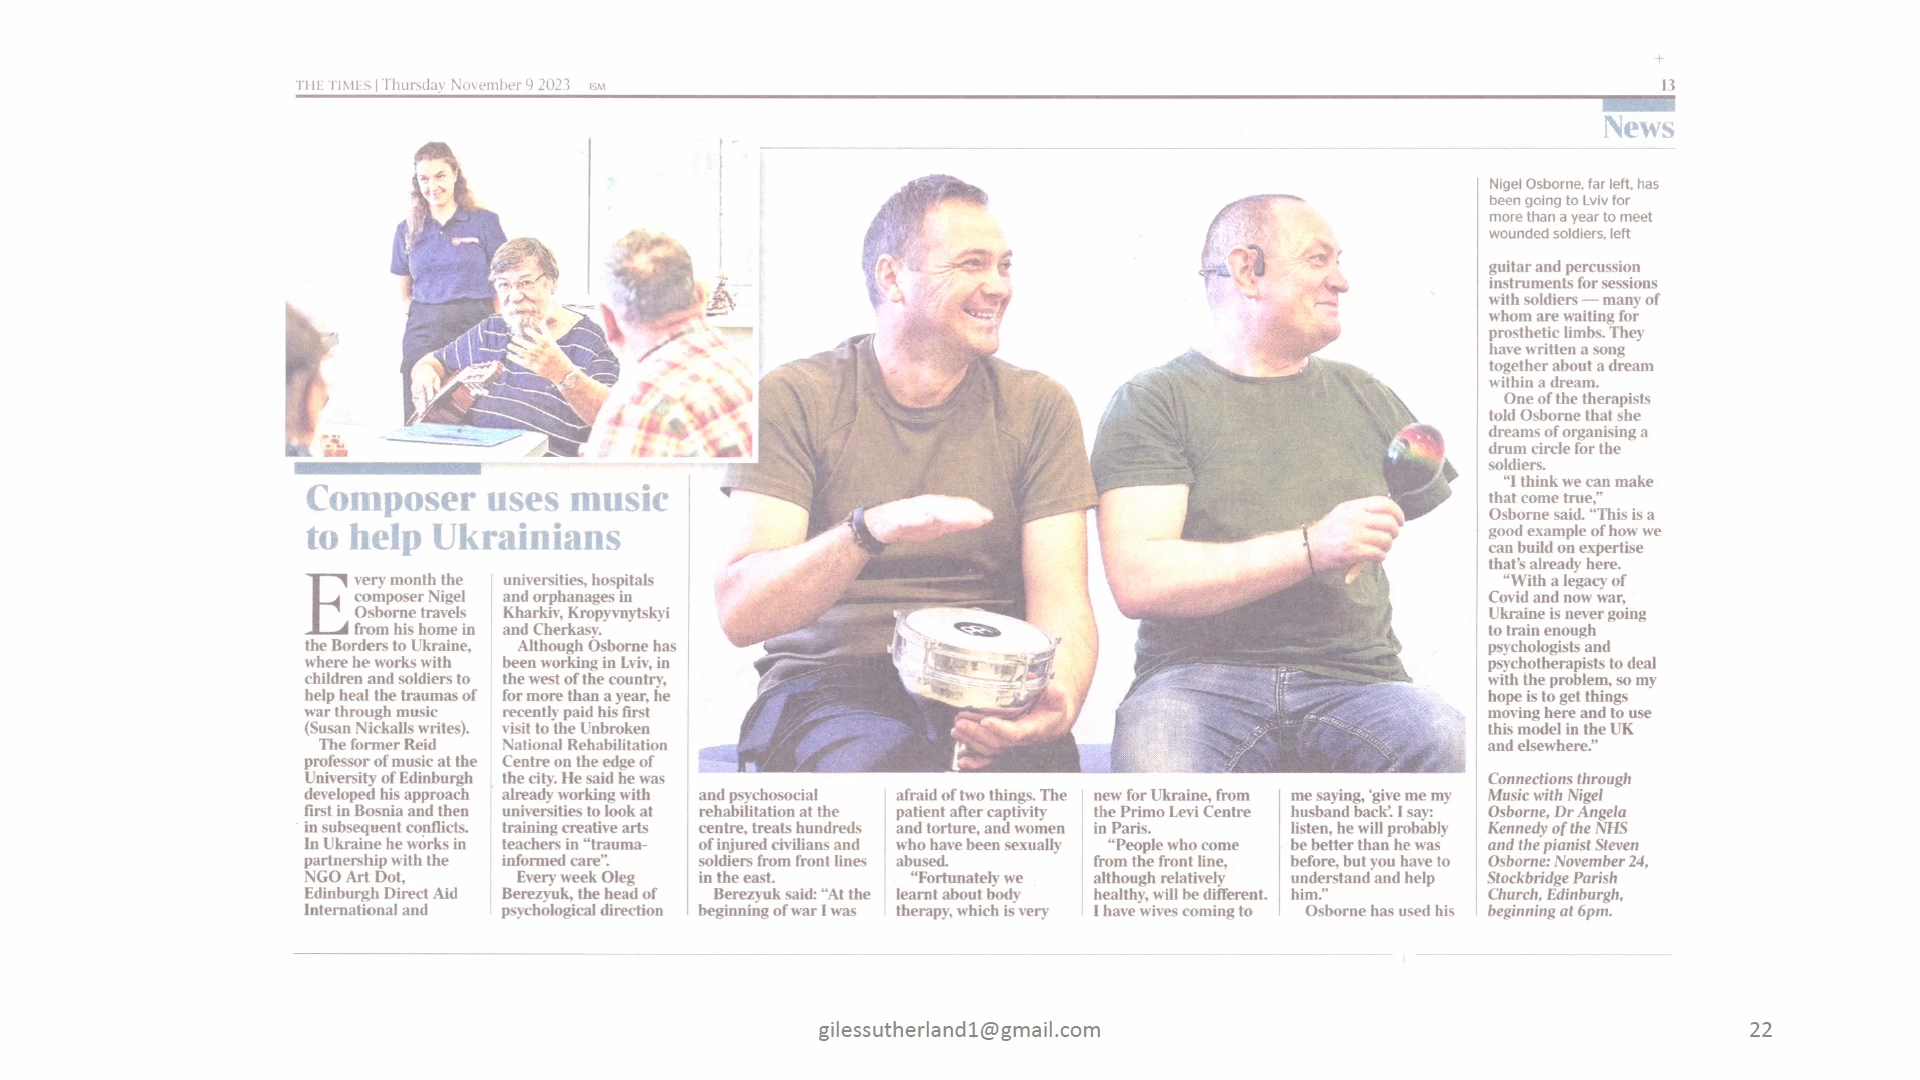 THE TIMES | Thursday November 9 2023 1SM
13
News
Composer uses music
to help Ukrainians
Every month the
composer Nigel
Osborne travels
from his home in
the Borders to Ukraine,
where he works with
children and soldiers to
help heal the traumas of
war through music
(Susan Nickalls writes).
The former Reid
professor of music at the
University of Edinburgh
developed his approach
first in Bosnia and then
in subsequent conflicts.
In Ukraine he works in
partnership with the
NGO Art Dot,
Edinburgh Direct Aid
International and
universities, hospitals
and orphanages in
Kharkiv, Kropyvnytskyi
and Cherkasy.
Although Osborne has
been working in Lviv, in
the west of the country,
for more than a year, he
recently paid his first
visit to the Unbroken
National Rehabilitation
Centre on the edge of
the city. He said he was
already working with
universities to look at
training creative arts
teachers in “trauma-
informed care”.
Every week Oleg
Berezyuk, the head of
psychological direction
and psychosocial
rehabilitation at the
centre, treats hundreds
of injured civilians and
soldiers from front lines
in the east.
Berezyuk said: “At the
beginning of war I was
afraid of two things. The
patient after captivity
and torture, and women
who have been sexually
abused.
“Fortunately we
learnt about body
therapy, which is very
new for Ukraine, from
the Primo Levi Centre
in Paris.
“People who come
from the front line,
although relatively
healthy, will be different.
I have wives coming to
me saying, ‘give me my
husband back’. I say:
listen, he will probably
be better than he was
before, but you have to
understand and help
him.”
Osborne has used his
Nigel Osborne, far left, has
been going to Lviv for
more than a year to meet
wounded soldiers, left
guitar and percussion
instruments for sessions
with soldiers — many of
whom are waiting for
prosthetic limbs. They
have written a song
together about a dream
within a dream.
One of the therapists
told Osborne that she
dreams of organising a
drum circle for the
soldiers.
“I think we can make
that come true,”
Osborne said. “This is a
good example of how we
can build on expertise
that’s already here.
“With a legacy of
Covid and now war,
Ukraine is never going
to train enough
psychologists and
psychotherapists to deal
with the problem, so my
hope is to get things
moving here and to use
this model in the UK
and elsewhere.”
Connections through
Music with Nigel
Osborne, Dr Angela
Kennedy of the NHS
and the pianist Steven
Osborne: November 24,
Stockbridge Parish
Church, Edinburgh,
beginning at 6pm.
gilessutherland1@gmail.com
22